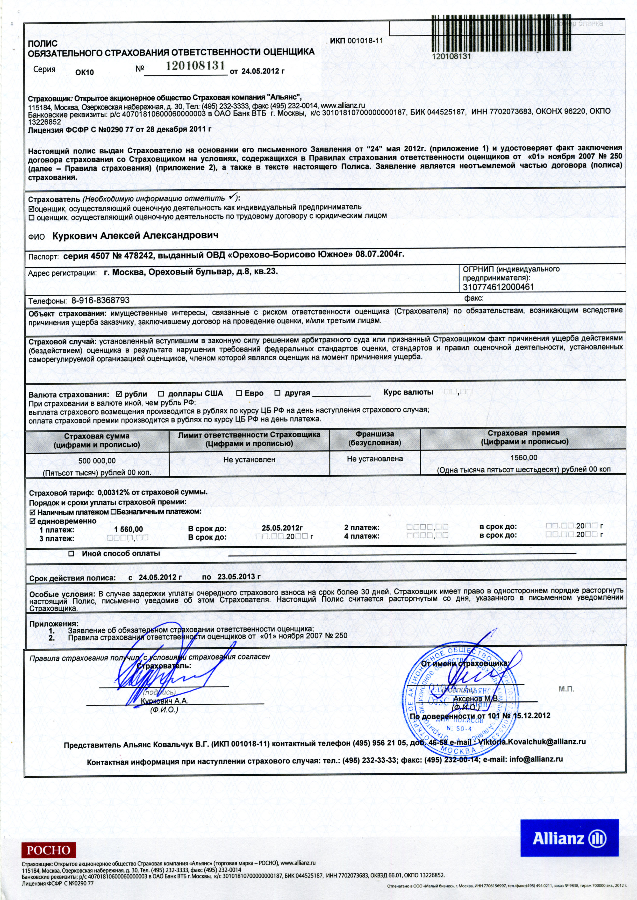 ПОЛИС
ОБЯЗАТЕЛЬНОГО СТРАХОВАНИЯ ОТВЕТСТВЕННОСТИ ОЦЕНЩИКА
ИКП 001018-11
120108131
Серия ОК10 № 120108131 от 24.05.2012 г
Страховщик: Открытое акционерное общество Страховая компания "Альянс",
115184, Москва, Озерковская набережная, д. 30, Тел: (495) 232-3333, факс (495) 232-0014, www.allianz.ru
Банковские реквизиты: р/с 40701810600060000003 в ОАО Банк ВТБ г. Москвы, к/с 30101810700000000187, БИК 044525187, ИНН 7702073683, ОКОНХ 96220, ОКПО
13228852
Лицензия ФСФР С №0290 77 от 28 декабря 2011 г
Настоящий полис выдан Страхователю на основании его письменного Заявления от "24" мая 2012г. (приложение 1) и удостоверяет факт заключения
договора страхования со Страховщиком на условиях, содержащихся в Правилах страхования ответственности оценщиков от «01» ноября 2007 № 250
(далее – Правила страхования) (приложение 2), а также в тексте настоящего Полиса. Заявление является неотъемлемой частью договора (полиса)
страхования.
Страхователь (Необходимую информацию отметить ✓):
☑оценщик, осуществляющий оценочную деятельность как индивидуальный предприниматель
☐ оценщик, осуществляющий оценочную деятельность по трудовому договору с юридическим лицом
ФИО Куркович Алексей Александрович
Паспорт: серия 4507 № 478242, выданный ОВД «Орехово-Борисово Южное» 08.07.2004г.
Адрес регистрации: г. Москва, Ореховый бульвар, д.8, кв.23.
ОГРНИП (индивидуального
предпринимателя):
310774612000461
Телефоны: 8-916-8368793
факс:
Объект страхования: имущественные интересы, связанные с риском ответственности оценщика (Страхователя) по обязательствам, возникающим вследствие
причинения ущерба заказчику, заключившему договор на проведение оценки, и/или третьим лицам.
Страховой случай: установленный вступившим в законную силу решением арбитражного суда или признанный Страховщиком факт причинения ущерба действиями
(бездействием) оценщика в результате нарушения требований федеральных стандартов оценки, стандартов и правил оценочной деятельности, установленных
саморегулируемой организацией оценщиков, членом которой являлся оценщик на момент причинения ущерба.
Валюта страхования: ☑ рубли ☐ доллары США ☐ Евро ☐ другая Курс валюты
При страховании в валюте иной, чем рубль РФ:
выплата страхового возмещения производится в рублях по курсу ЦБ РФ на день наступления страхового случая;
оплата страховой премии производится в рублях по курсу ЦБ РФ на день платежа.
Страховая сумма
(цифрами и прописью)
Лимит ответственности Страховщика
(Цифрами и прописью)
Франшиза
(безусловная)
Страховая премия
(Цифрами и прописью)
500 000,00
(Пятьсот тысяч) рублей 00 коп.
Не установлен
Не установлена
1560,00
(Одна тысяча пятьсот шестьдесят) рублей 00 коп
Страховой тариф: 0,00312% от страховой суммы.
Порядок и сроки уплаты страховой премии:
☑ Наличным платежом ☐Безналичным платежом:
☑ единовременно
1 платеж: 1 560,00 В срок до: 25.05.2012г 2 платеж: ☐☐☐☐,☐☐ в срок до: ☐☐.☐☐.20☐☐ г
3 платеж: ☐☐☐☐,☐☐ В срок до: ☐☐.☐☐.20☐☐ г 4 платеж: ☐☐☐☐,☐☐ в срок до: ☐☐.☐☐.20☐☐ г
☐ Иной способ оплаты
Срок действия полиса: с 24.05.2012 г по 23.05.2013 г
Особые условия: В случае задержки уплаты очередного страхового взноса на срок более 30 дней, Страховщик имеет право в одностороннем порядке расторгнуть
настоящий Полис, письменно уведомив об этом Страхователя. Настоящий Полис считается расторгнутым со дня, указанного в письменном уведомлении
Страховщика.
Приложения:
1. Заявление об обязательном страховании ответственности оценщика;
2. Правила страхования ответственности оценщиков от «01» ноября 2007 № 250
Правила страхования получил, с условиями страхования согласен
Страхователь:
(подпись)
Куркович А.А.
(Ф.И.О.)
От имени страховщика:
Аксенов М.В.
(Ф.И.О.)
М.П.
По доверенности от 101 № 15.12.2012
Представитель Альянс Ковальчук В.Г. (ИКП 001018-11) контактный телефон (495) 956 21 05, доб. 46-58 e-mail: Viktoria.Kovalchuk@allianz.ru
Контактная информация при наступлении страхового случая: тел.: (495) 232-33-33; факс: (495) 232-00-14; e-mail: info@allianz.ru
РОСНО
Allianz
Страховщик: Открытое акционерное общество Страховая компания «Альянс» (торговая марка – РОСНО), www.allianz.ru
115184, Москва, Озерковская набережная, д. 30. Тел. (495) 232-3333, факс (495) 232-0014
Банковские реквизиты: р/с 40701810600060000003 в ОАО Банк ВТБ г.Москвы, к/с 30101810700000000187, БИК 044525187, ИНН 7702073683, ОКВЭД 66.01, ОКПО 13228852.
Лицензия ФСФР С №0290 77